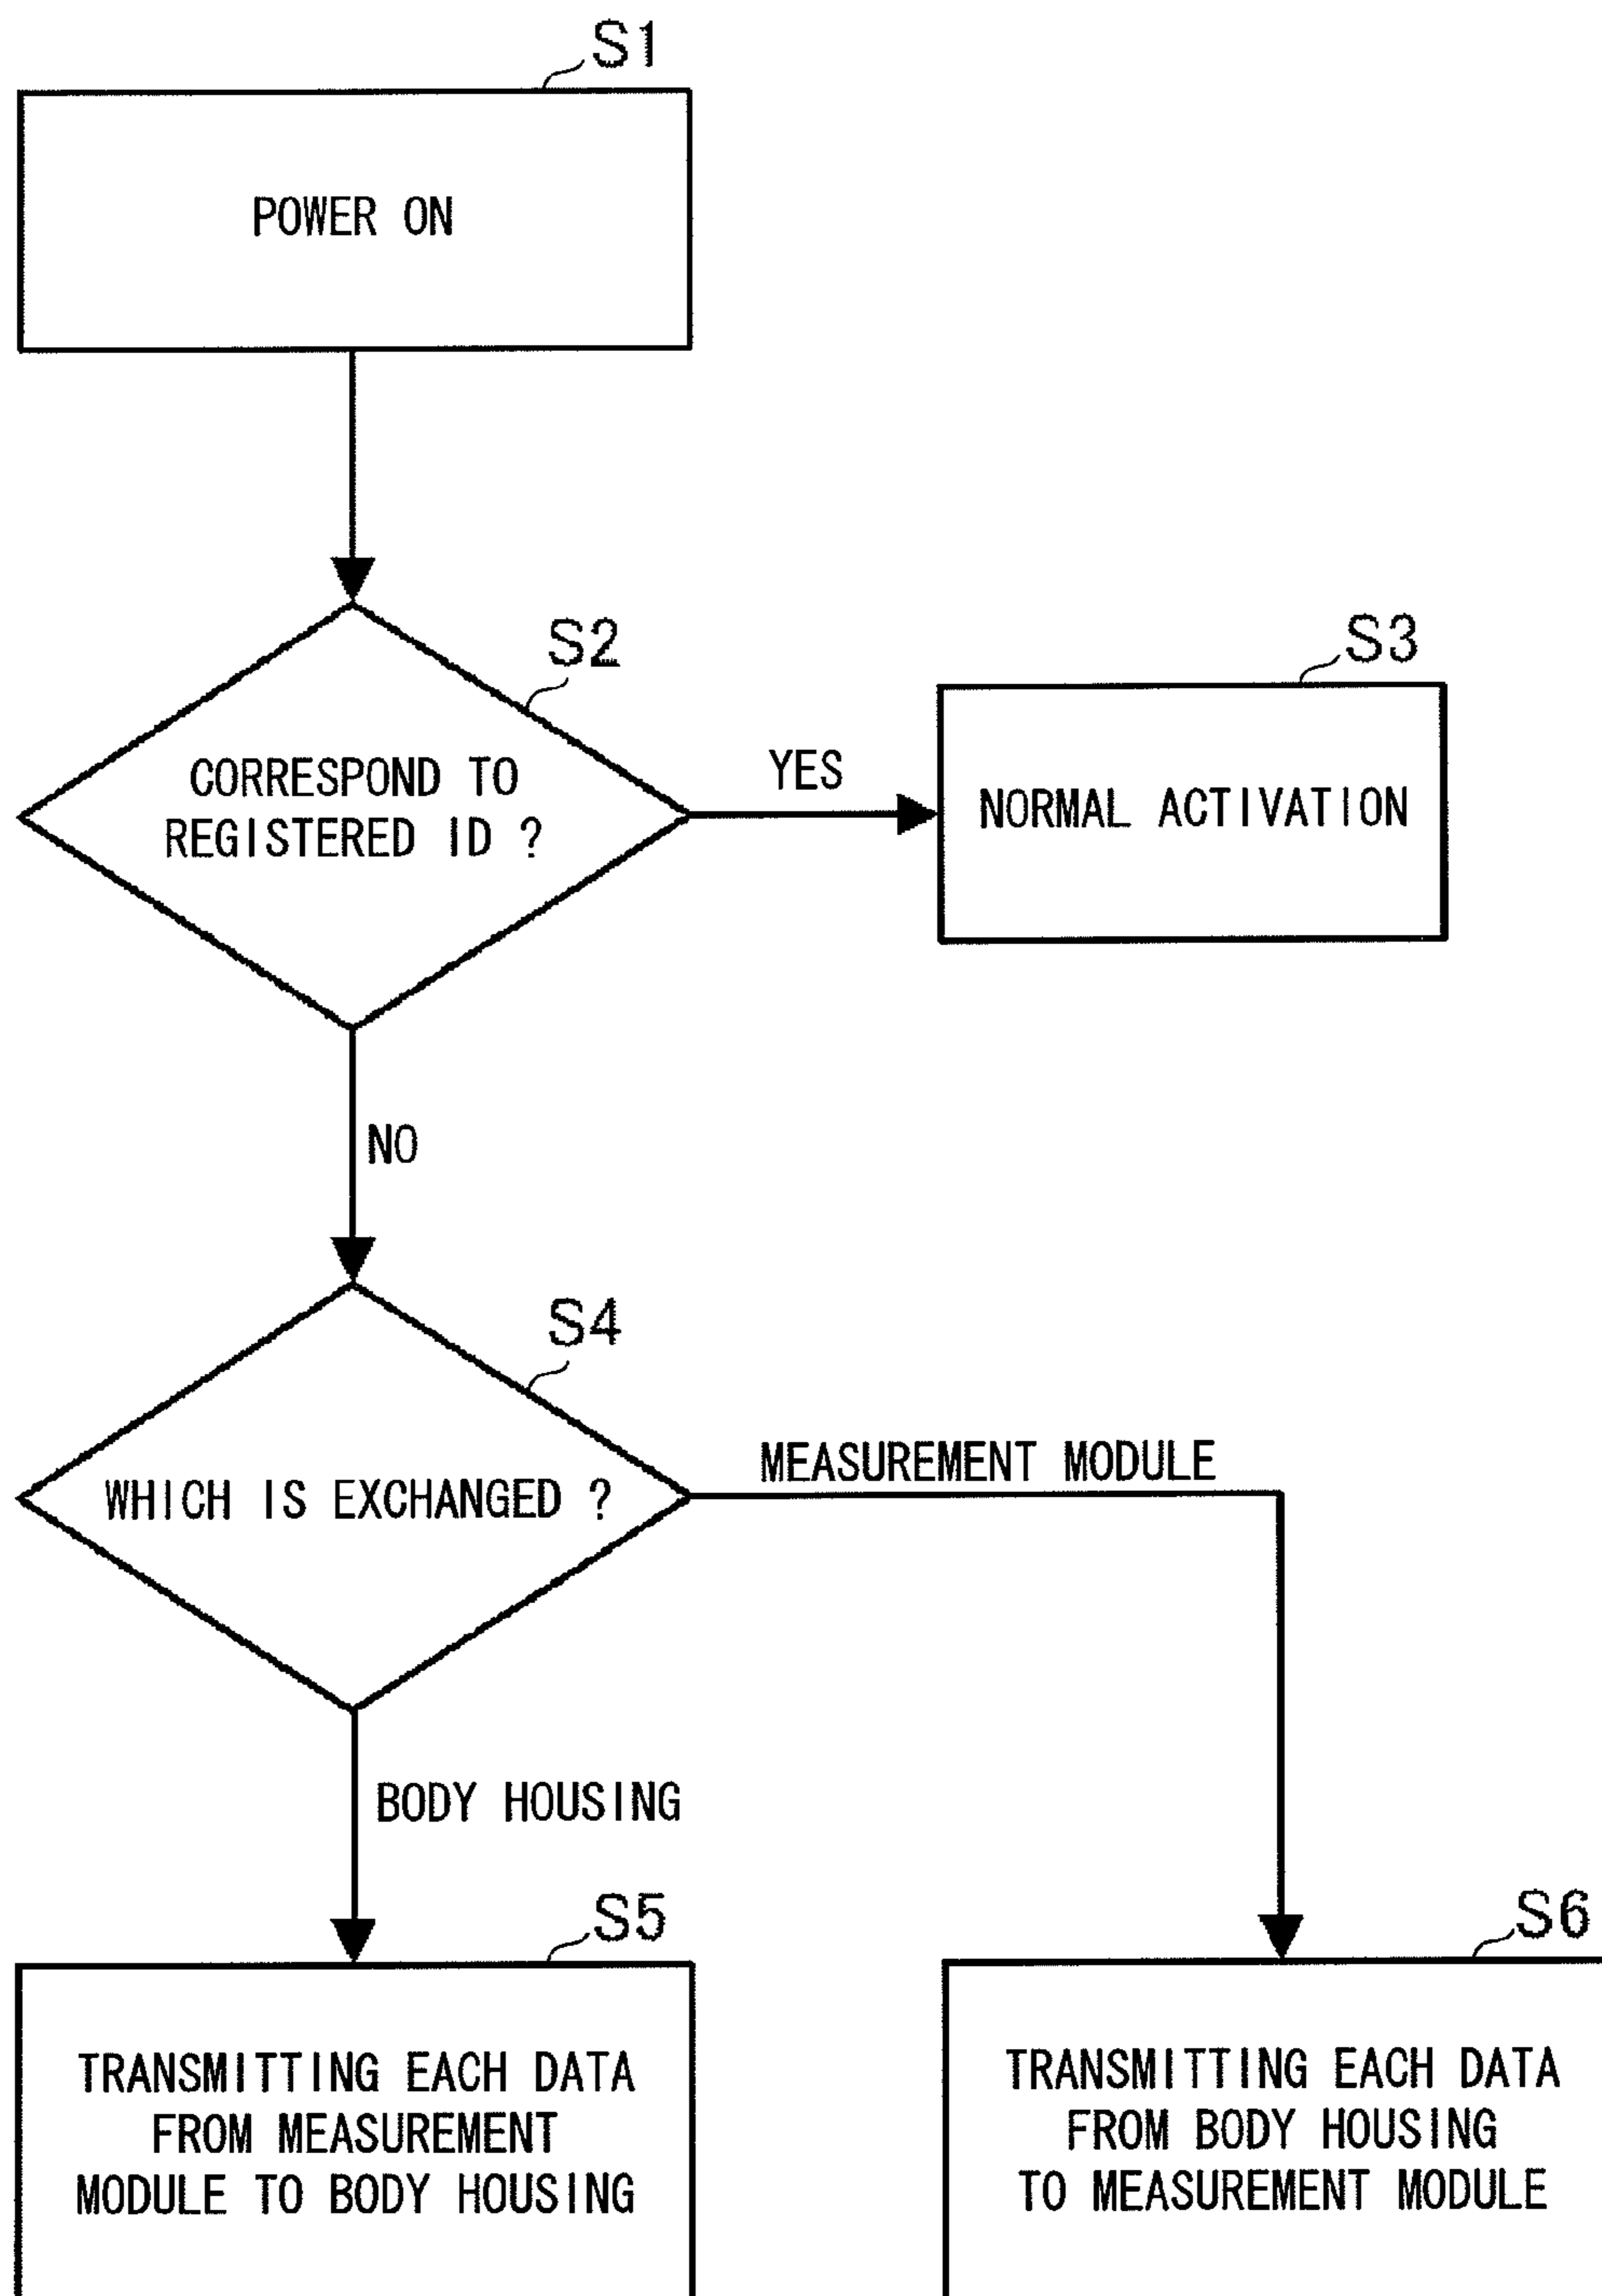 S1
POWER ON
S2
CORRESPOND TO
REGISTERED ID ?
YES
S3
NORMAL ACTIVATION
NO
S4
WHICH IS EXCHANGED ?
MEASUREMENT MODULE
BODY HOUSING
S5
TRANSMITTING EACH DATA
FROM MEASUREMENT
MODULE TO BODY HOUSING
S6
TRANSMITTING EACH DATA
FROM BODY HOUSING
TO MEASUREMENT MODULE